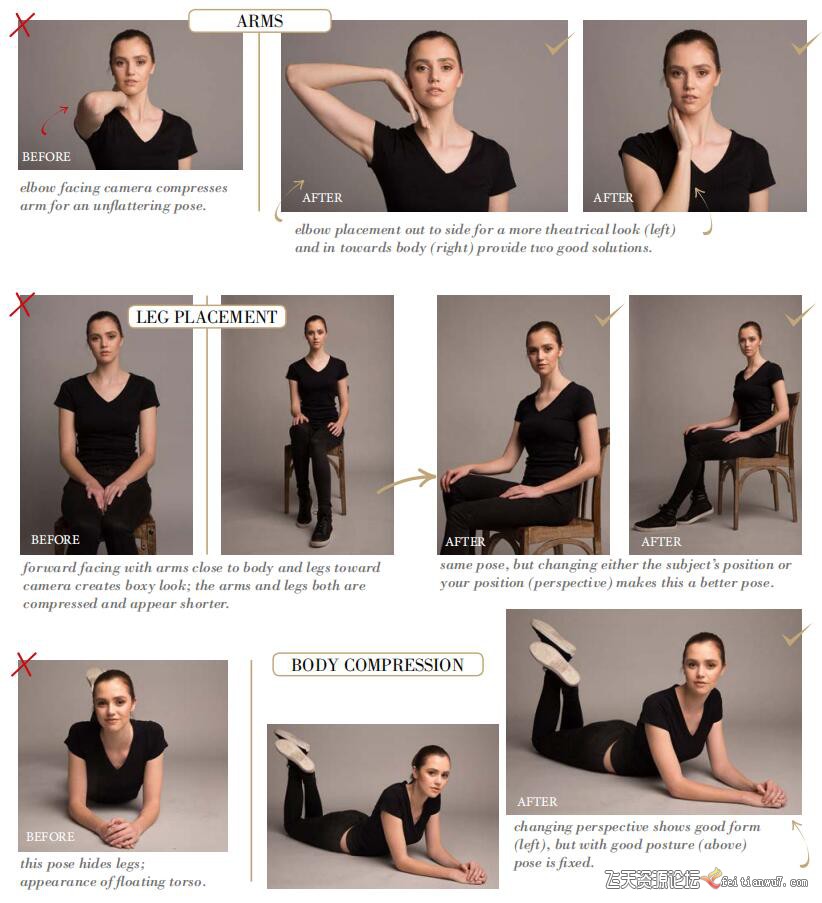 ARMS
BEFORE
elbow facing camera compresses
arm for an unflattering pose.
AFTER
AFTER
elbow placement out to side for a more theatrical look (left)
and in towards body (right) provide two good solutions.
LEG PLACEMENT
BEFORE
forward facing with arms close to body and legs toward
camera creates boxy look; the arms and legs both are
compressed and appear shorter.
AFTER
AFTER
same pose, but changing either the subject's position or
your position (perspective) makes this a better pose.
BODY COMPRESSION
BEFORE
this pose hides legs;
appearance of floating torso.
AFTER
changing perspective shows good form
(left), but with good posture (above)
pose is fixed.
飞天资源论坛 feitianwu7.com